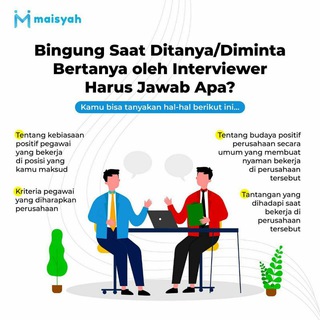 maisyah
Bingung Saat Ditanya/Diminta
Bertanya oleh Interviewer
Harus Jawab Apa?
Kamu bisa tanyakan hal-hal berikut ini...
Tentang kebiasaan
positif pegawai
yang bekerja
di posisi yang
kamu maksud
Kriteria pegawai
yang diharapkan
perusahaan
Tentang budaya positif
perusahaan secara
umum yang membuat
nyaman bekerja
di perusahaan
tersebut
Tantangan yang
dihadapi saat
bekerja di
perusahaan
tersebut